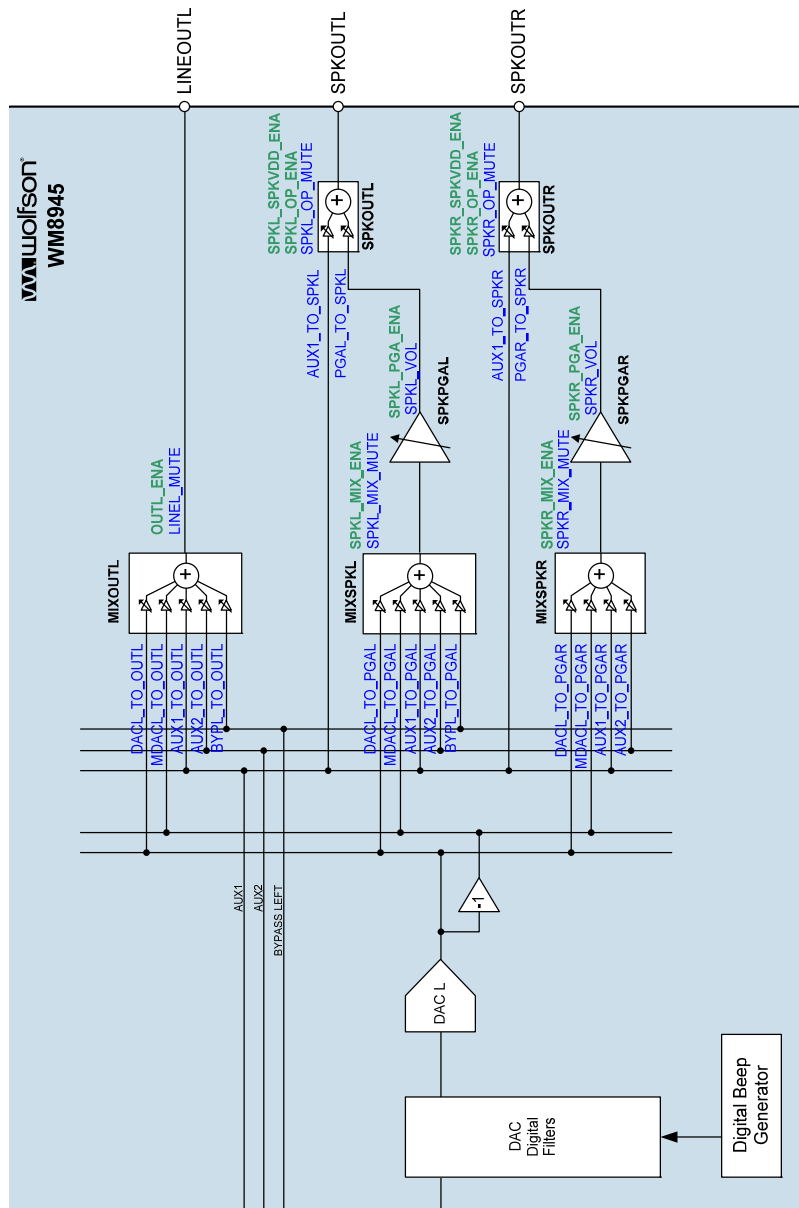 LINEOUTL
SPKOUTL
SPKOUTR
wolfson®
WM8945
SPKL_SPKVDD_ENA
SPKL_OP_ENA
SPKL_OP_MUTE
SPKOUTL
SPKR_SPKVDD_ENA
SPKR_OP_ENA
SPKR_OP_MUTE
SPKOUTR
AUX1_TO_SPKL
PGAL_TO_SPKL
AUX1_TO_SPKR
PGAR_TO_SPKR
SPKL_PGA_ENA
SPKL_VOL
SPKPGAL
SPKR_PGA_ENA
SPKR_VOL
SPKPGAR
OUTL_ENA
LINEL_MUTE
SPKL_MIX_ENA
SPKL_MIX_MUTE
SPKR_MIX_ENA
SPKR_MIX_MUTE
MIXOUTL
MIXSPKL
MIXSPKR
+
+
+
+
+
DACL_TO_OUTL
MDACL_TO_OUTL
AUX1_TO_OUTL
AUX2_TO_OUTL
BYPL_TO_OUTL
DACL_TO_PGAL
MDACL_TO_PGAL
AUX1_TO_PGAL
AUX2_TO_PGAL
BYPL_TO_PGAL
DACL_TO_PGAR
MDACL_TO_PGAR
AUX1_TO_PGAR
AUX2_TO_PGAR
AUX1
AUX2
BYPASS LEFT
-1
DAC L
DAC
Digital
Filters
Digital Beep
Generator